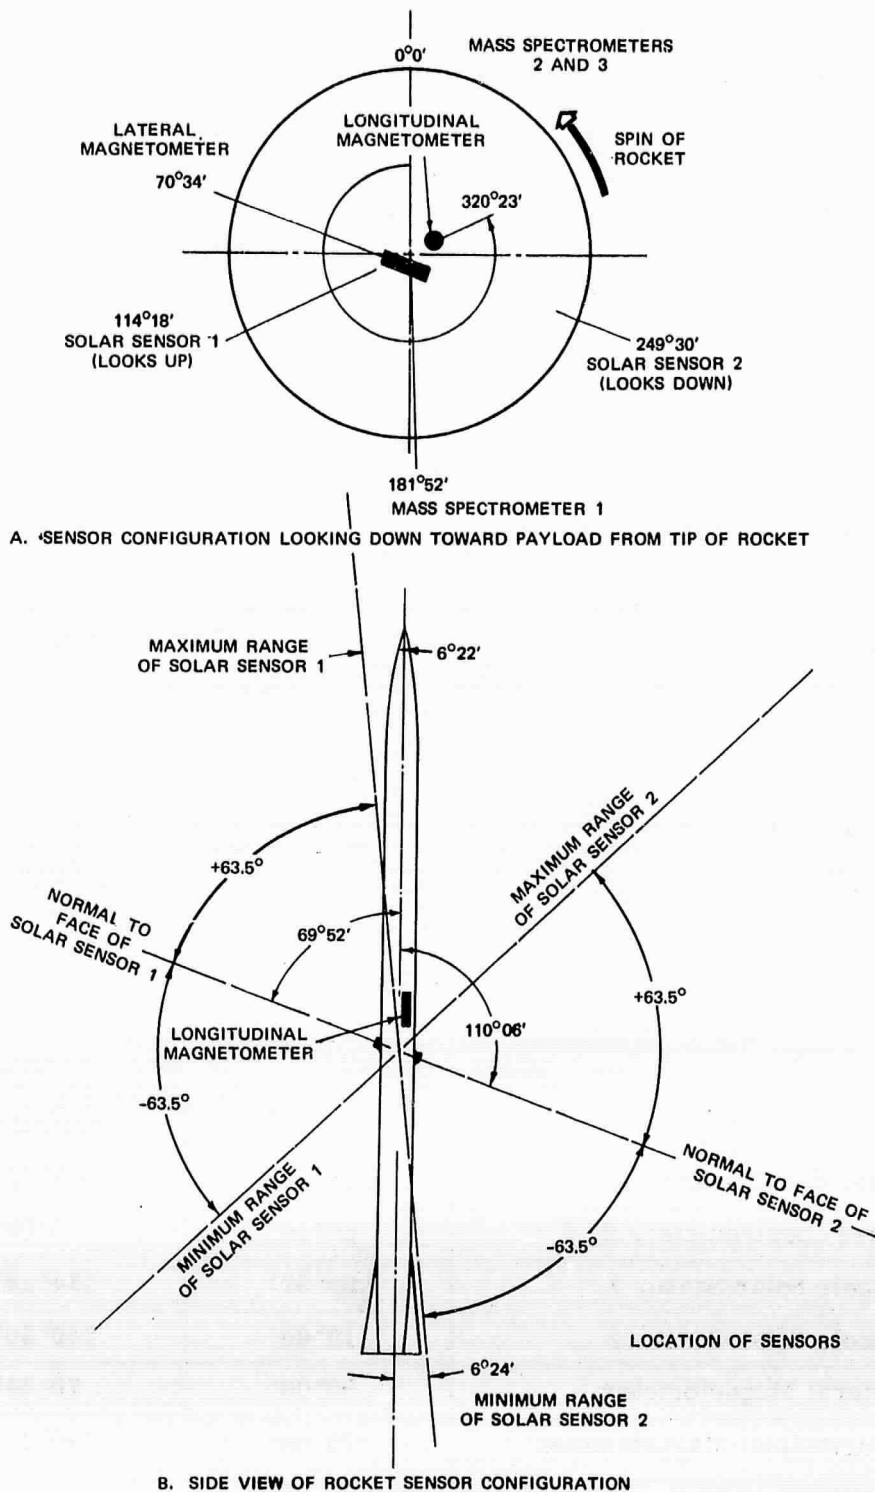 0°0'
MASS SPECTROMETERS
2 AND 3
LATERAL
MAGNETOMETER
70°34'
LONGITUDINAL
MAGNETOMETER
SPIN OF
ROCKET
320°23'
114°18'
SOLAR SENSOR 1
(LOOKS UP)
249°30'
SOLAR SENSOR 2
(LOOKS DOWN)
181°52'
MASS SPECTROMETER 1
A. SENSOR CONFIGURATION LOOKING DOWN TOWARD PAYLOAD FROM TIP OF ROCKET
MAXIMUM RANGE
OF SOLAR SENSOR 1
6°22'
MAXIMUM RANGE
OF SOLAR SENSOR 2
+63.5°
NORMAL TO
FACE OF
SOLAR SENSOR 1
69°52'
+63.5°
LONGITUDINAL
MAGNETOMETER
110°06'
-63.5°
MINIMUM RANGE
OF SOLAR SENSOR 1
NORMAL TO FACE OF
SOLAR SENSOR 2
-63.5°
LOCATION OF SENSORS
6°24'
MINIMUM RANGE
OF SOLAR SENSOR 2
B. SIDE VIEW OF ROCKET SENSOR CONFIGURATION